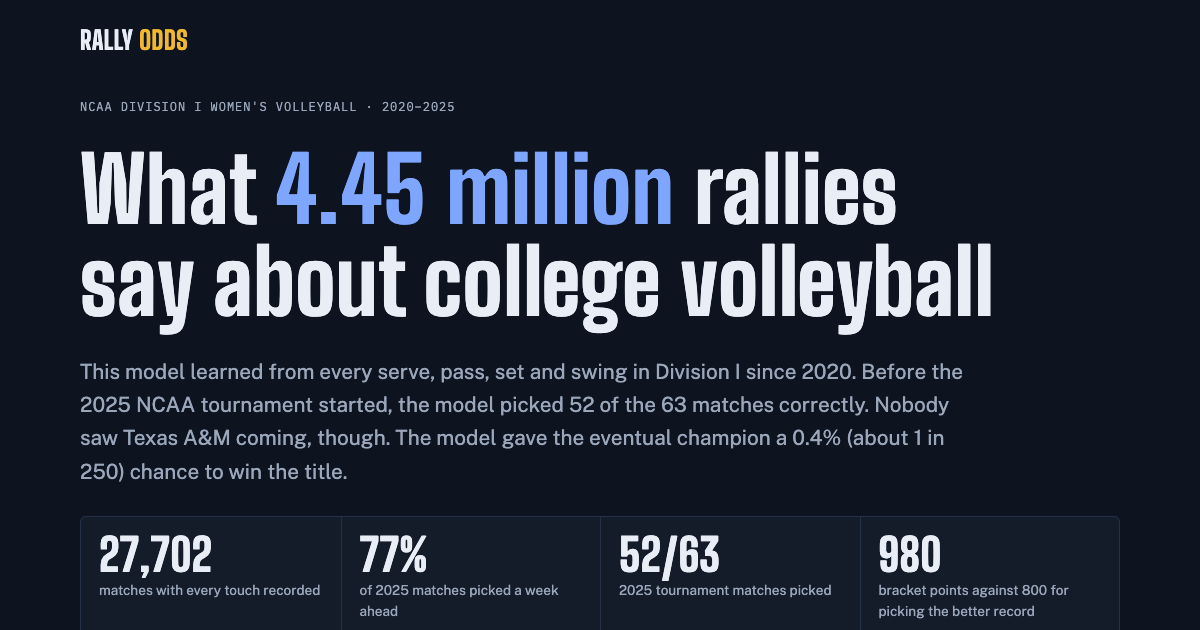 RALLY ODDS
NCAA DIVISION I WOMEN'S VOLLEYBALL · 2020–2025
What 4.45 million rallies
say about college volleyball
This model learned from every serve, pass, set and swing in Division I since 2020. Before the
2025 NCAA tournament started, the model picked 52 of the 63 matches correctly. Nobody
saw Texas A&M coming, though. The model gave the eventual champion a 0.4% (about 1 in
250) chance to win the title.
27,702
matches with every touch recorded
77%
of 2025 matches picked a week
ahead
52/63
2025 tournament matches picked
980
bracket points against 800 for
picking the better record